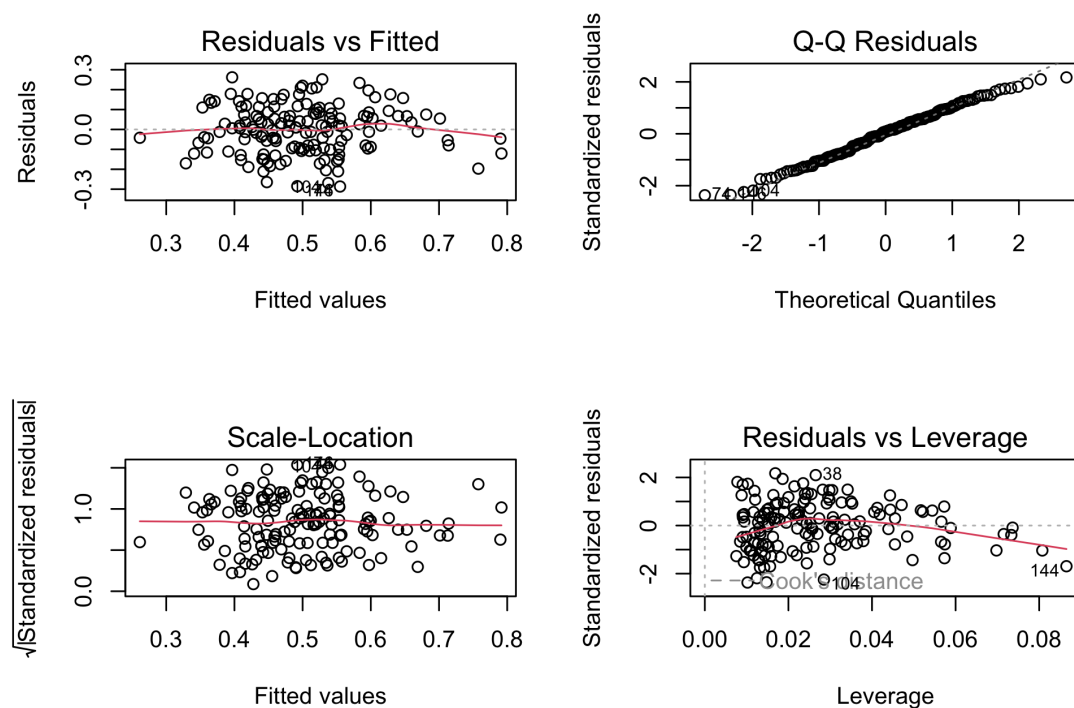 Residuals vs Fitted
Residuals
0.3
0.0
-0.3
104
0.3 0.4 0.5 0.6 0.7 0.8
Fitted values
Q-Q Residuals
Standardized residuals
2
0
-2
74
104
-2 -1 0 1 2
Theoretical Quantiles
Scale-Location
√|Standardized residuals|
1.0
0.0
0.3 0.4 0.5 0.6 0.7 0.8
Fitted values
Residuals vs Leverage
Standardized residuals
2
0
-2
38
144
104
Cook's distance
0.00 0.02 0.04 0.06 0.08
Leverage